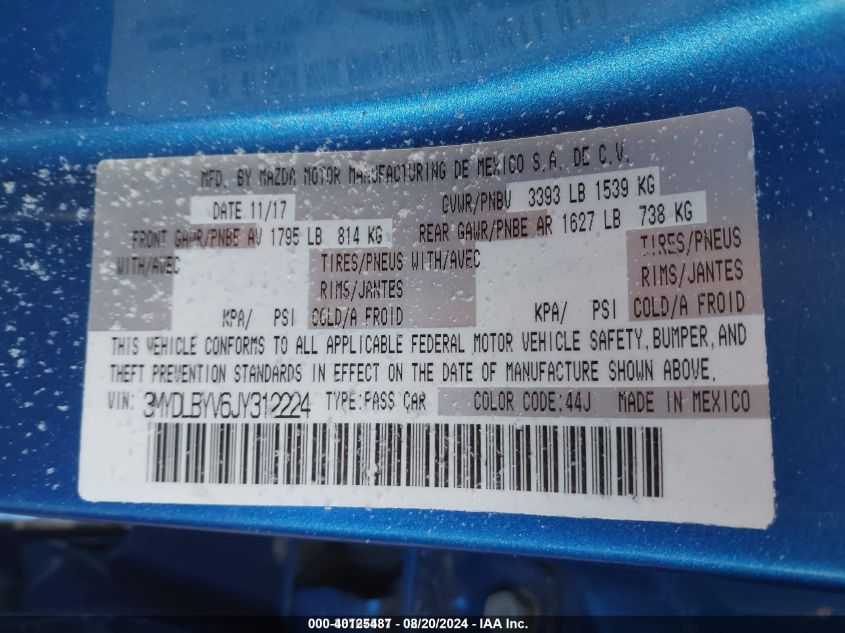 MFD. BY MAZDA MOTOR MANUFACTURING DE MEXICO S.A. DE C.V.
DATE 11/17 GVWR/PNBV 3393 LB 1539 KG
FRONT GAWR/PNBE AV 1795 LB 814 KG REAR GAWR/PNBE AR 1627 LB 738 KG
WITH/AVEC TIRES/PNEUS WITH/AVEC TIRES/PNEUS
RIMS/JANTES RIMS/JANTES
KPA/ PSI COLD/A FROID KPA/ PSI COLD/A FROID
THIS VEHICLE CONFORMS TO ALL APPLICABLE FEDERAL MOTOR VEHICLE SAFETY, BUMPER, AND
THEFT PREVENTION STANDARDS IN EFFECT ON THE DATE OF MANUFACTURE SHOWN ABOVE.
VIN: 3MYDLBYV6JY312224 TYPE:PASS CAR COLOR CODE:44J MADE IN MEXICO
000-40125487 - 08/20/2024 - IAA Inc.